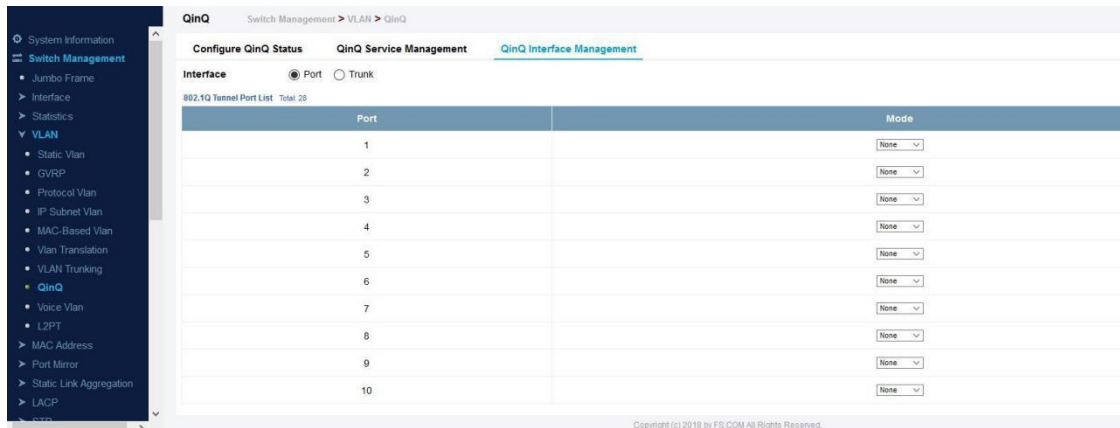 QinQ Switch Management > VLAN > QinQ
System Information
Switch Management
Jumbo Frame
Interface
Statistics
VLAN
Static Vlan
GVRP
Protocol Vlan
IP Subnet Vlan
MAC-Based Vlan
Vlan Translation
VLAN Trunking
QinQ
Voice Vlan
L2PT
MAC Address
Port Mirror
Static Link Aggregation
LACP
STP
Configure QinQ Status QinQ Service Management QinQ Interface Management
Interface Port Trunk
802.1Q Tunnel Port List Total: 28
Port Mode
1 None
2 None
3 None
4 None
5 None
6 None
7 None
8 None
9 None
10 None
Copyright (c) 2018 by FS.COM All Rights Reserved.